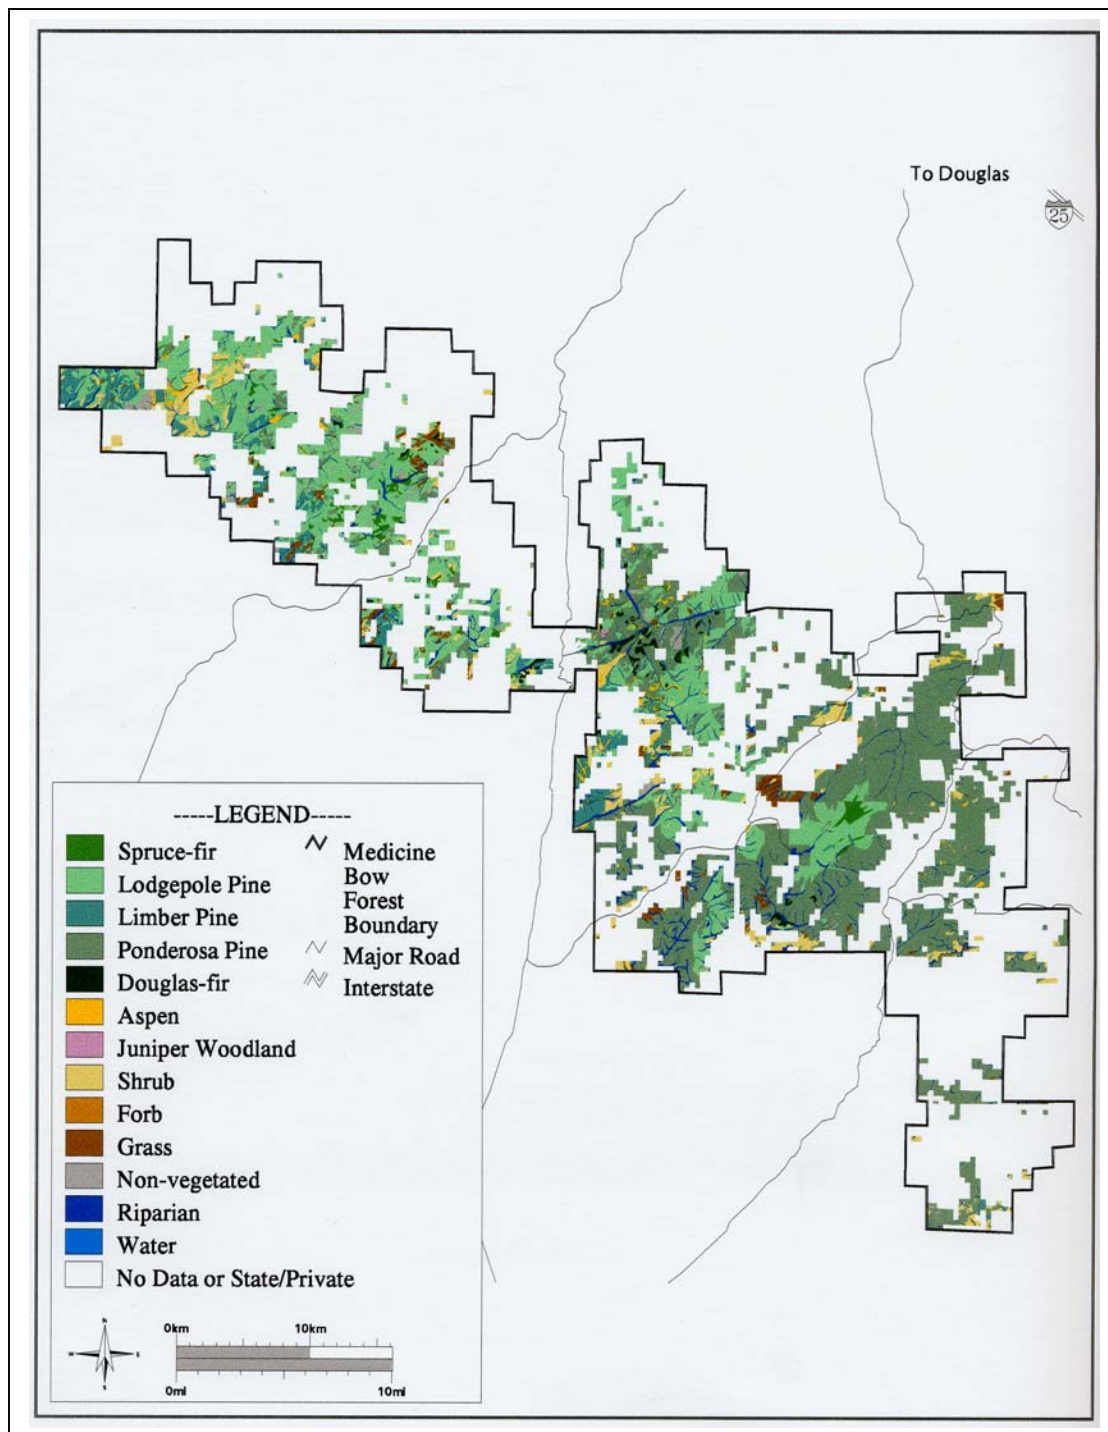 To Douglas
25
-----LEGEND-----
Spruce-fir
Lodgepole Pine
Limber Pine
Ponderosa Pine
Douglas-fir
Aspen
Juniper Woodland
Shrub
Forb
Grass
Non-vegetated
Riparian
Water
No Data or State/Private
Medicine
Bow
Forest
Boundary
Major Road
Interstate
N
W
E
S
0km 10km
0mi 10mi